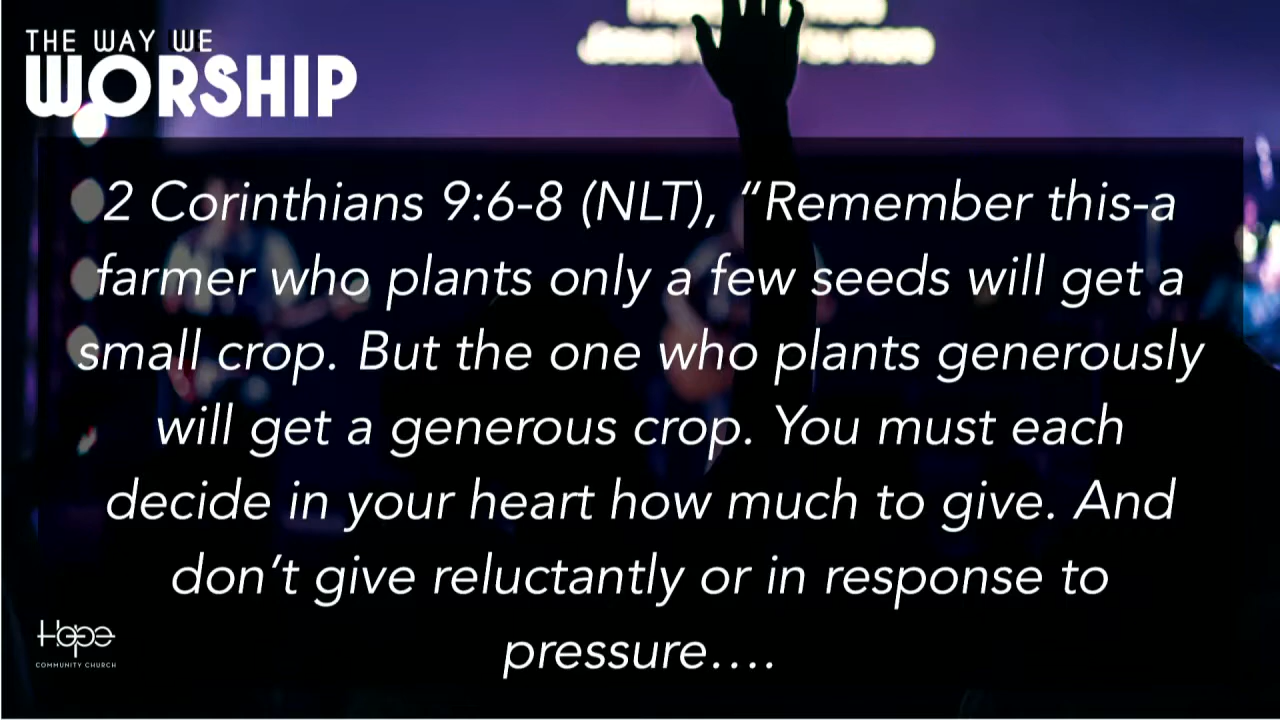 THE WAY WE
WORSHIP
2 Corinthians 9:6-8 (NLT), “Remember this-a
farmer who plants only a few seeds will get a
small crop. But the one who plants generously
will get a generous crop. You must each
decide in your heart how much to give. And
don’t give reluctantly or in response to
pressure….
Hope
COMMUNITY CHURCH